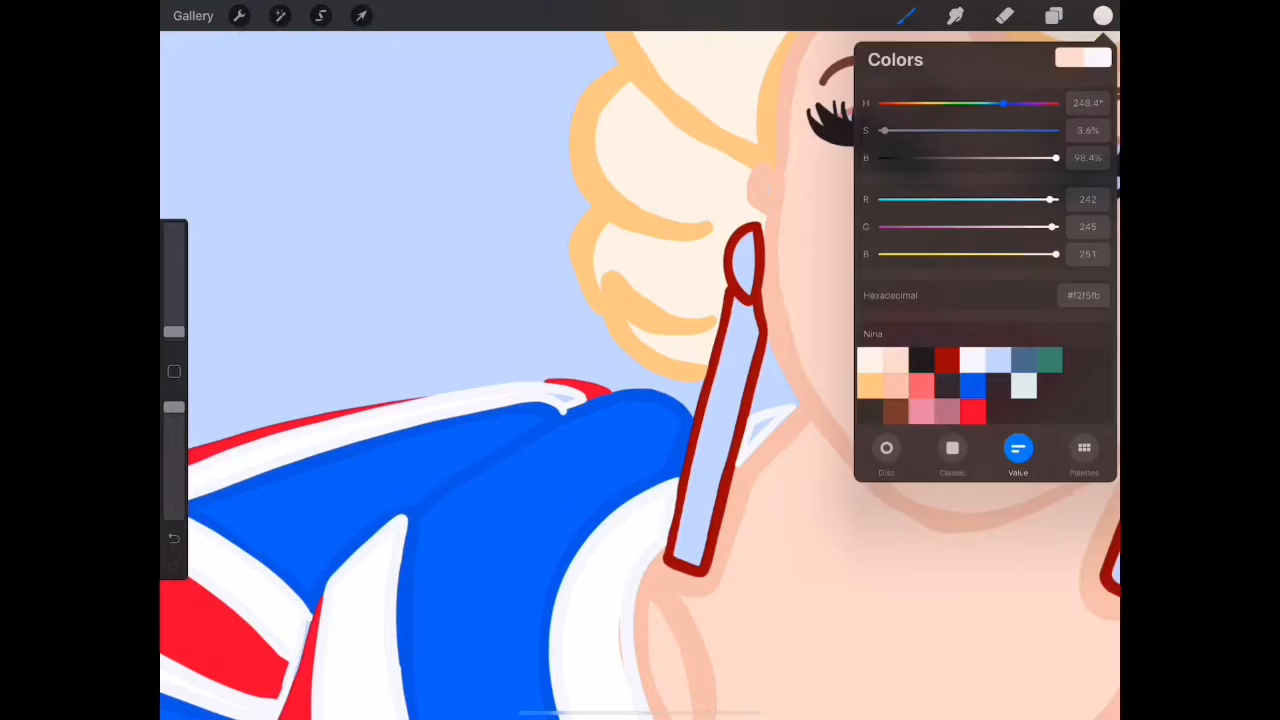 Gallery
Colors
H 248.4°
S 3.6%
B 98.4%
R 242
G 245
B 251
Hexadecimal #f2f5fb
Nina
Disc Classic Value Palettes